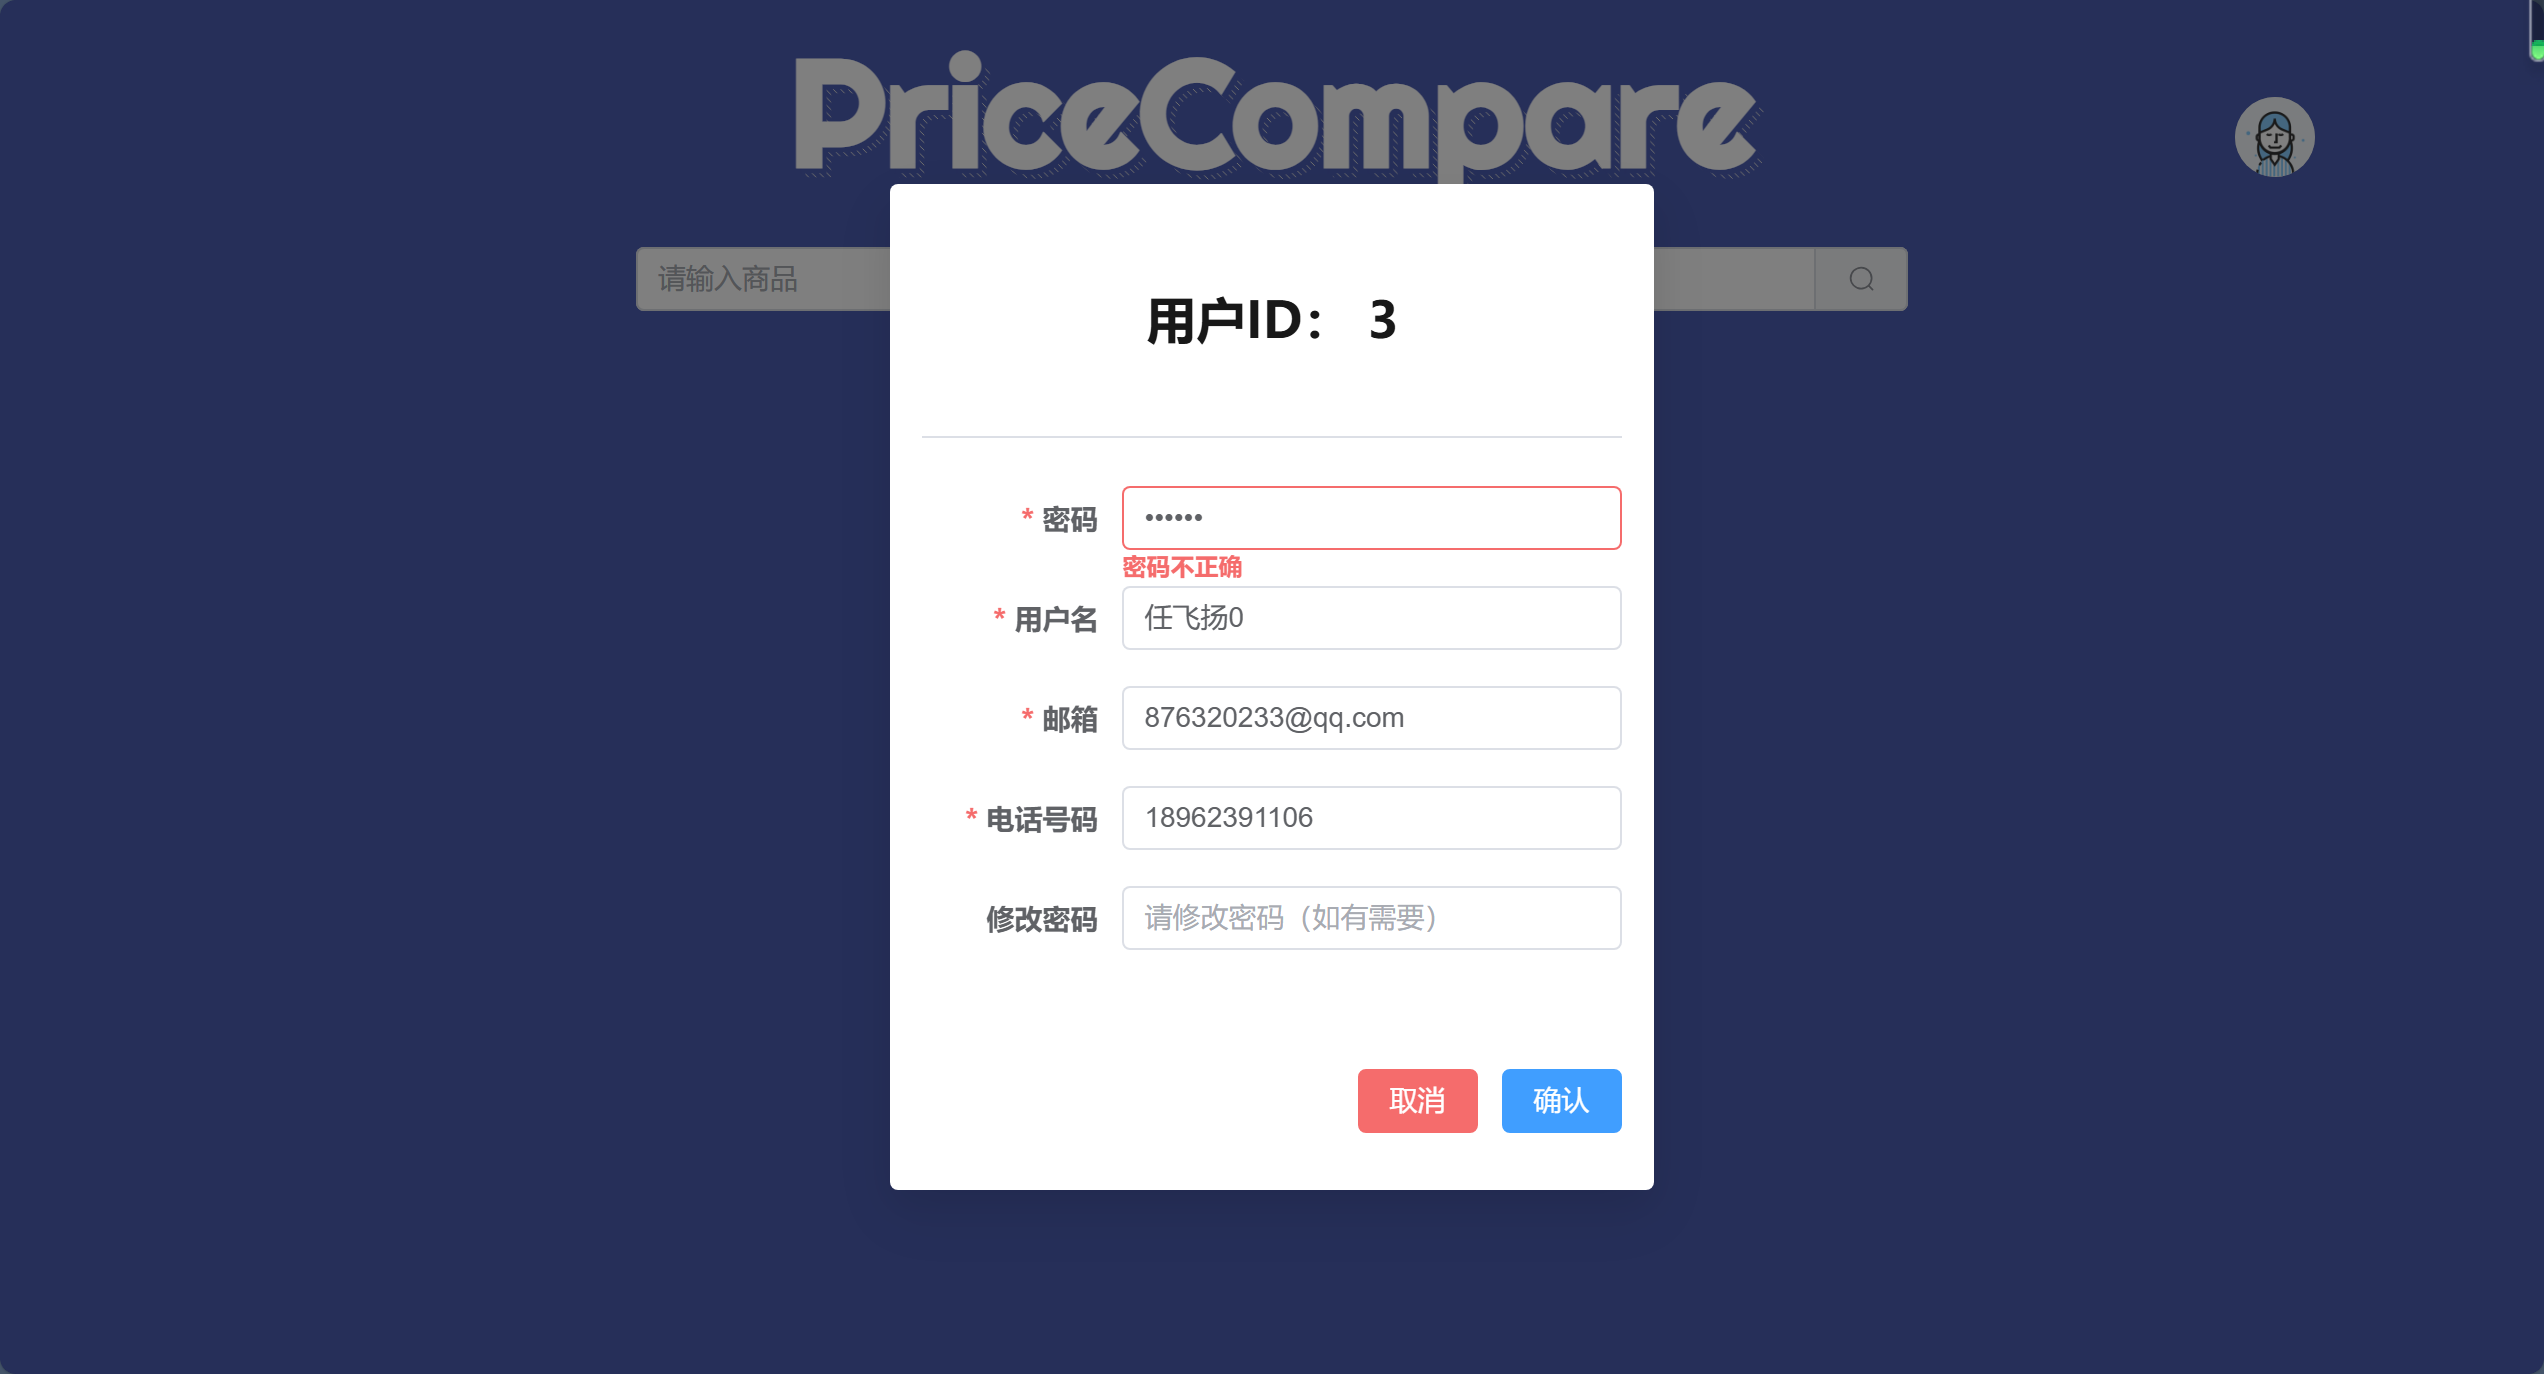 PriceCompare
请输入商品
用户ID： 3
* 密码 ••••••
密码不正确
* 用户名 任飞扬0
* 邮箱 876320233@qq.com
* 电话号码 18962391106
修改密码 请修改密码（如有需要）
取消 确认